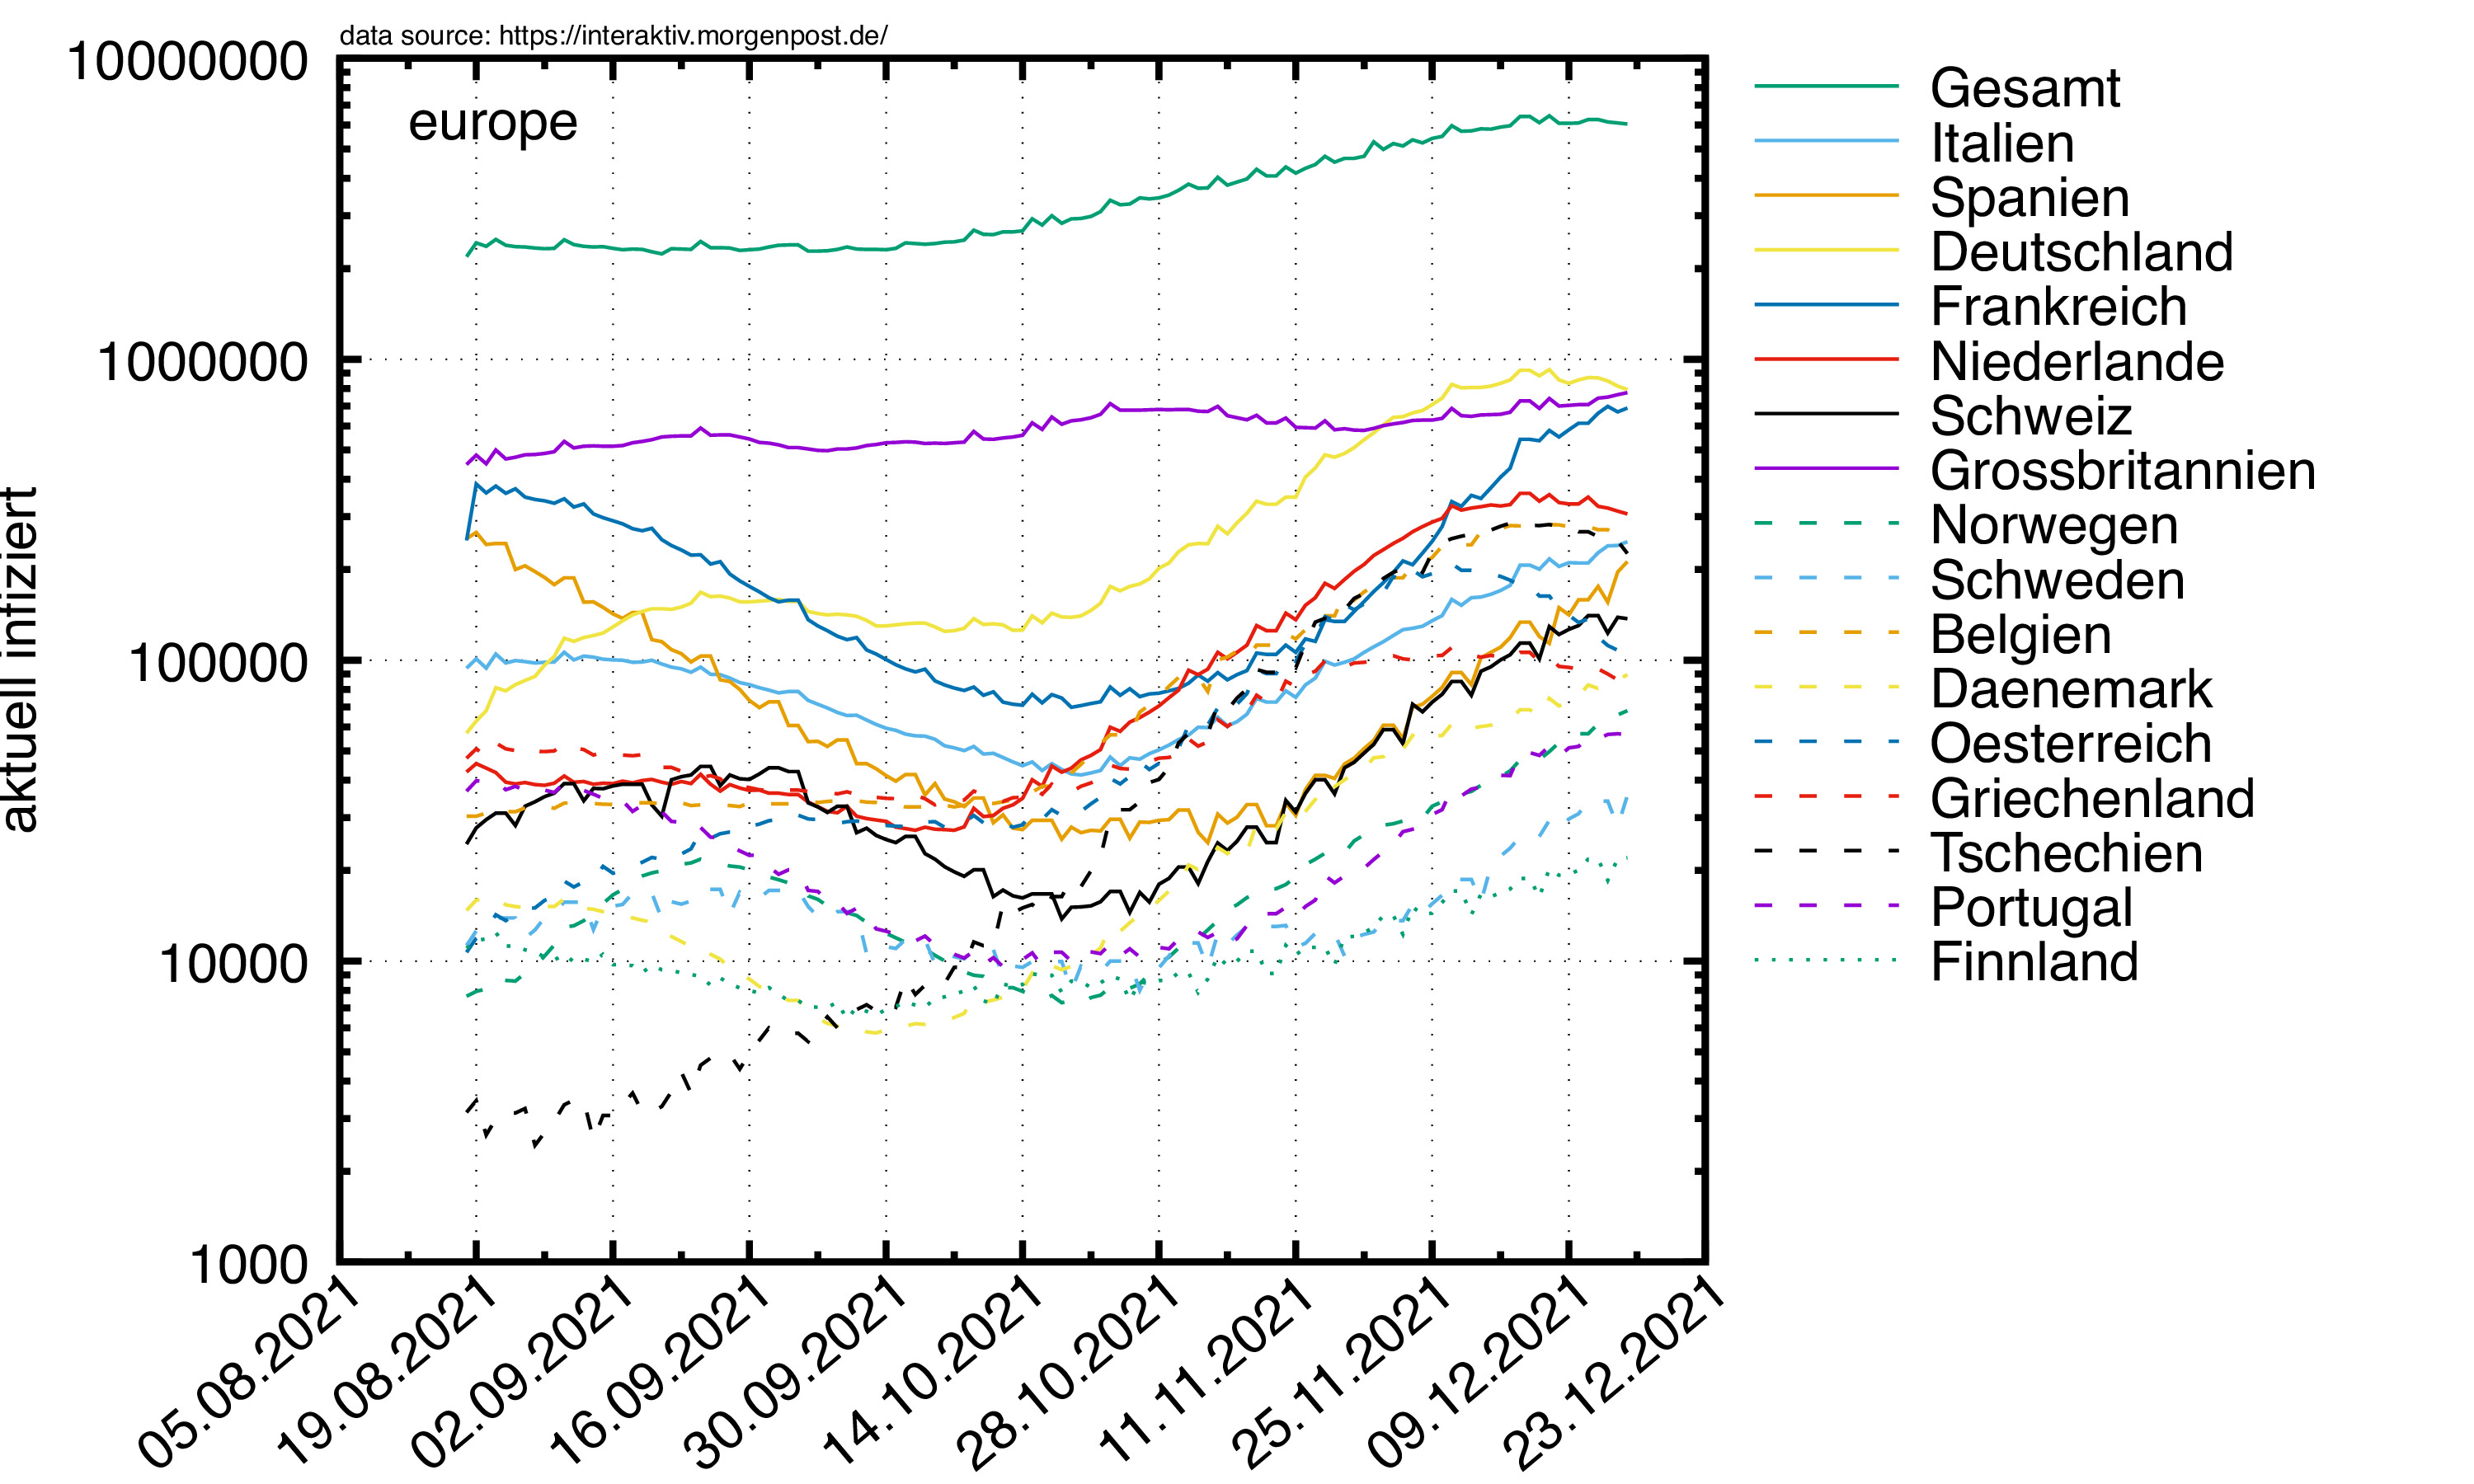 data source: https://interaktiv.morgenpost.de/
europe
aktuell infiziert
10000000
1000000
100000
10000
1000
05.08.2021
19.08.2021
02.09.2021
16.09.2021
30.09.2021
14.10.2021
28.10.2021
11.11.2021
25.11.2021
09.12.2021
23.12.2021
Gesamt
Italien
Spanien
Deutschland
Frankreich
Niederlande
Schweiz
Grossbritannien
Norwegen
Schweden
Belgien
Daenemark
Oesterreich
Griechenland
Tschechien
Portugal
Finnland